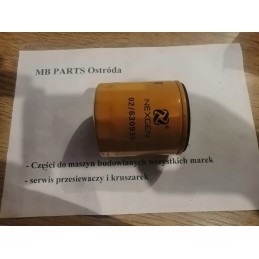 MB PARTS Ostróda
NEXGEN
02/630935
- Części do maszyn budowlanych wszystkich marek
- serwis przesiewaczy i kruszarek